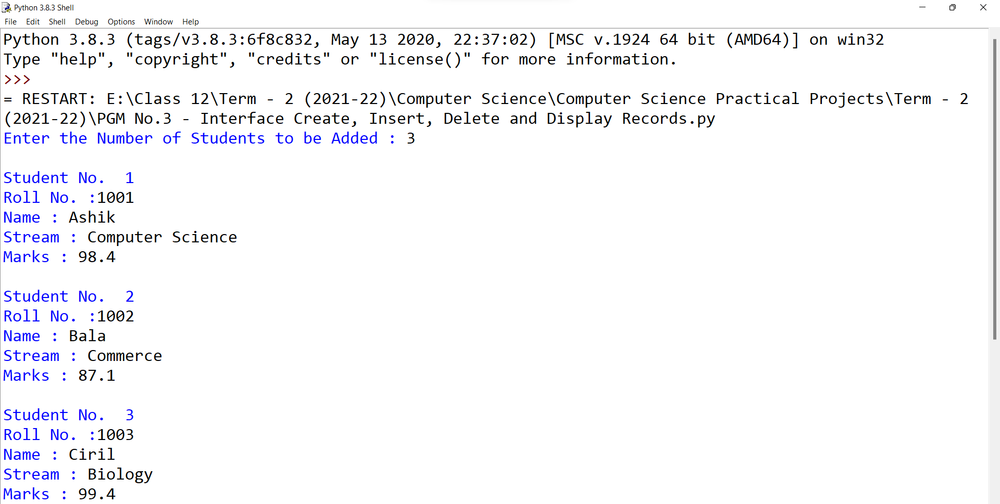 Python 3.8.3 Shell
File Edit Shell Debug Options Window Help
Python 3.8.3 (tags/v3.8.3:6f8c832, May 13 2020, 22:37:02) [MSC v.1924 64 bit (AMD64)] on win32
Type "help", "copyright", "credits" or "license()" for more information.
>>>
= RESTART: E:\Class 12\Term - 2 (2021-22)\Computer Science\Computer Science Practical Projects\Term - 2
(2021-22)\PGM No.3 - Interface Create, Insert, Delete and Display Records.py
Enter the Number of Students to be Added : 3
Student No.  1
Roll No. :1001
Name : Ashik
Stream : Computer Science
Marks : 98.4
Student No.  2
Roll No. :1002
Name : Bala
Stream : Commerce
Marks : 87.1
Student No.  3
Roll No. :1003
Name : Ciril
Stream : Biology
Marks : 99.4